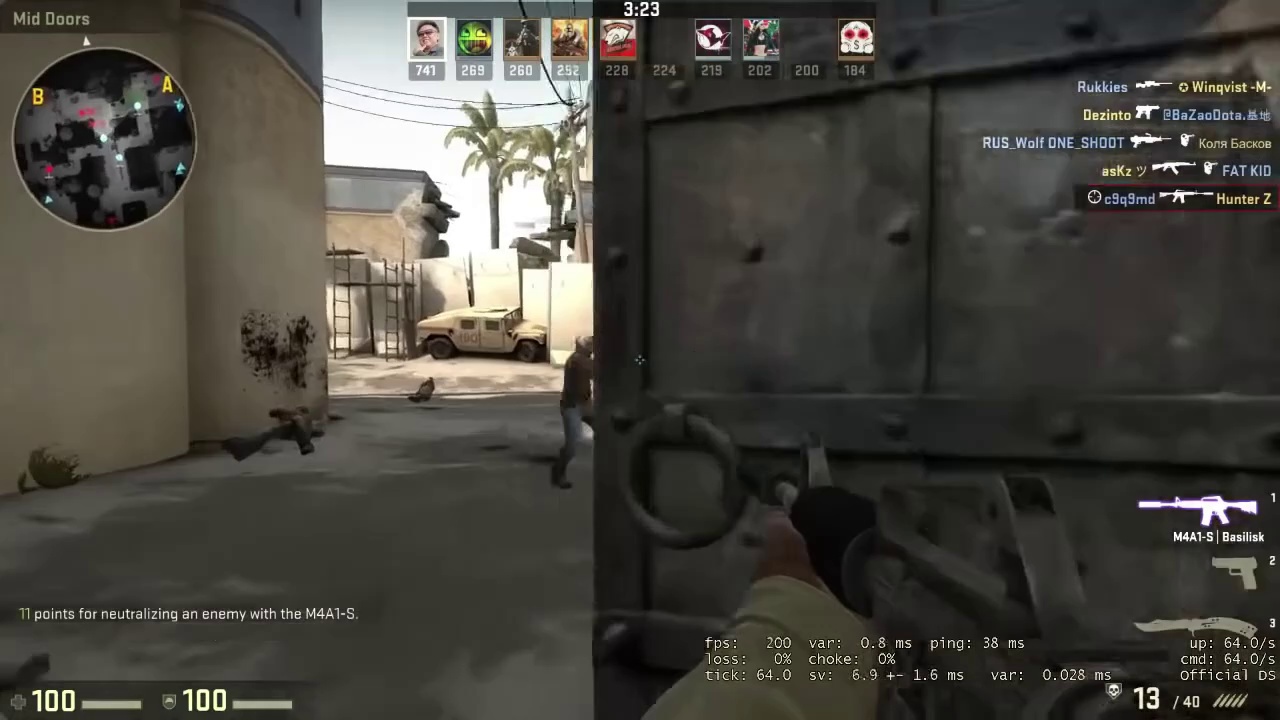 Mid Doors
3:23
B
A
741 269 260 252 228 224 219 202 200 184
Rukkies Winqvist -M-
Dezinto @BaZaoDota.基地
RUS_Wolf ONE_SHOOT Коля Басков
asKz ツ FAT KID
c9q9md Hunter Z
190
1
M4A1-S | Basilisk
2
3
11 points for neutralizing an enemy with the M4A1-S.
fps: 200 var: 0.8 ms ping: 38 ms up: 64.0/s
loss: 0% choke: 0% cmd: 64.0/s
tick: 64.0 sv: 6.9 +- 1.6 ms var: 0.028 ms Official DS
100 100 13 / 40